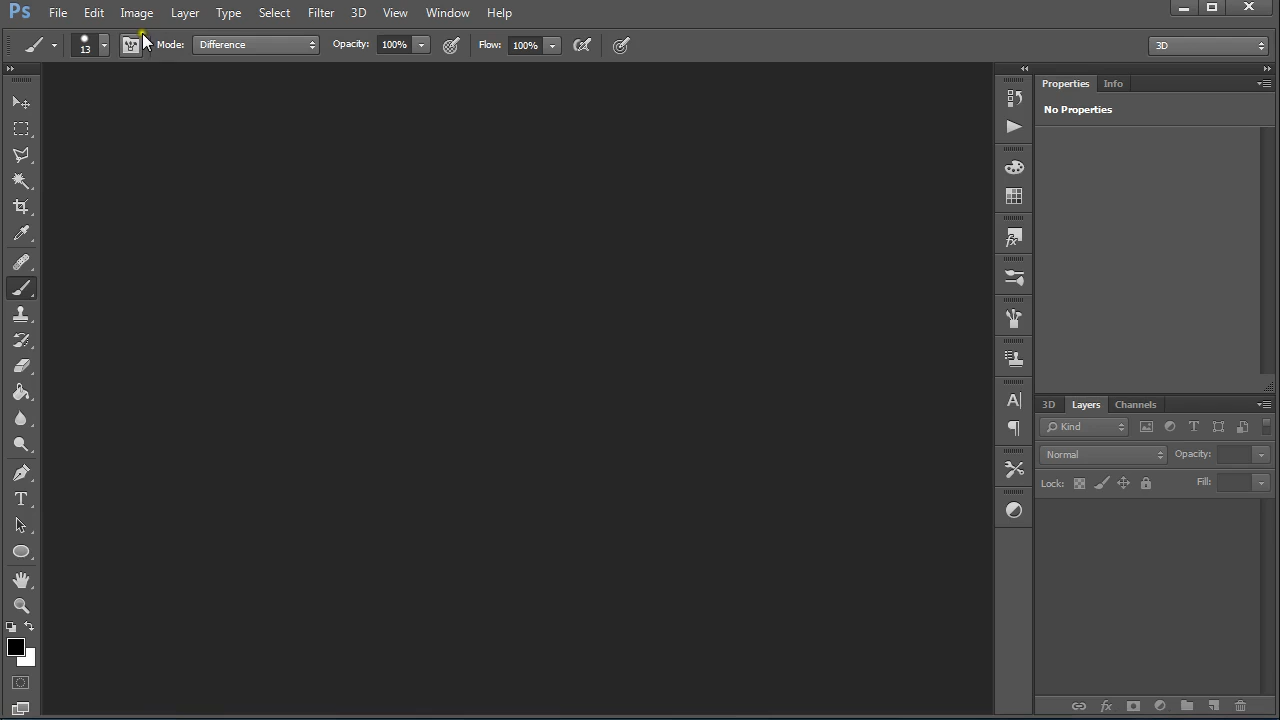 Ps File Edit Image Layer Type Select Filter 3D View Window Help
13 Mode: Difference Opacity: 100% Flow: 100% 3D
Properties Info
No Properties
3D Layers Channels
Kind
Normal Opacity:
Lock: Fill: